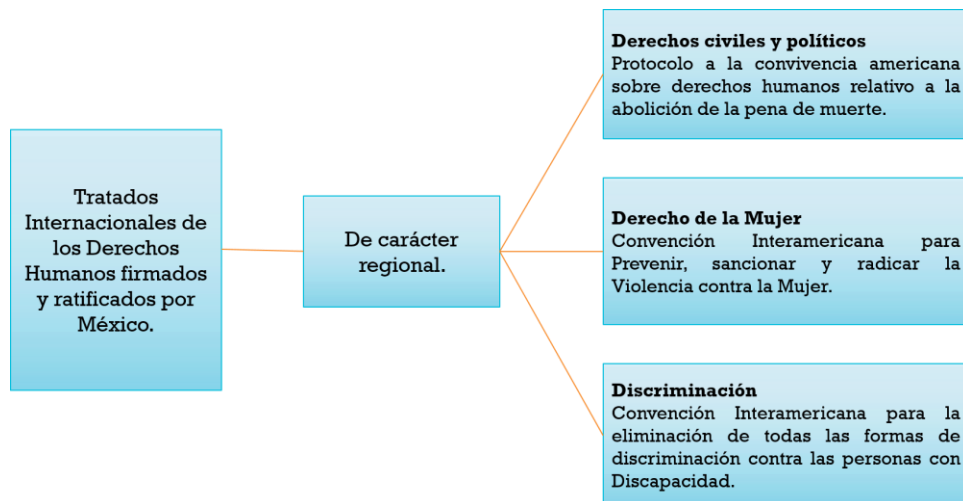 Tratados
Internacionales de
los Derechos
Humanos firmados
y ratificados por
México.
De carácter
regional.
Derechos civiles y políticos
Protocolo a la convivencia americana
sobre derechos humanos relativo a la
abolición de la pena de muerte.
Derecho de la Mujer
Convención Interamericana para
Prevenir, sancionar y radicar la
Violencia contra la Mujer.
Discriminación
Convención Interamericana para la
eliminación de todas las formas de
discriminación contra las personas con
Discapacidad.